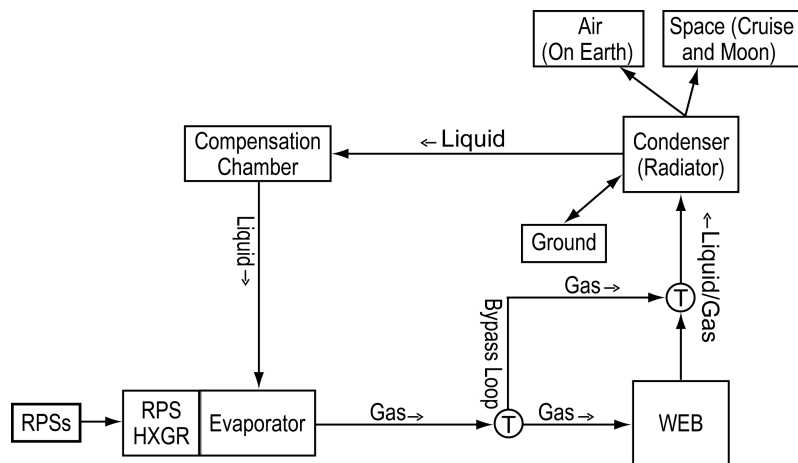 Air
(On Earth)
Space (Cruise
and Moon)
Compensation
Chamber
← Liquid
Condenser
(Radiator)
Liquid →
Ground
← Liquid/Gas
Gas →
T
Bypass Loop
RPSs
RPS
HXGR
Evaporator
Gas →
T
Gas →
WEB